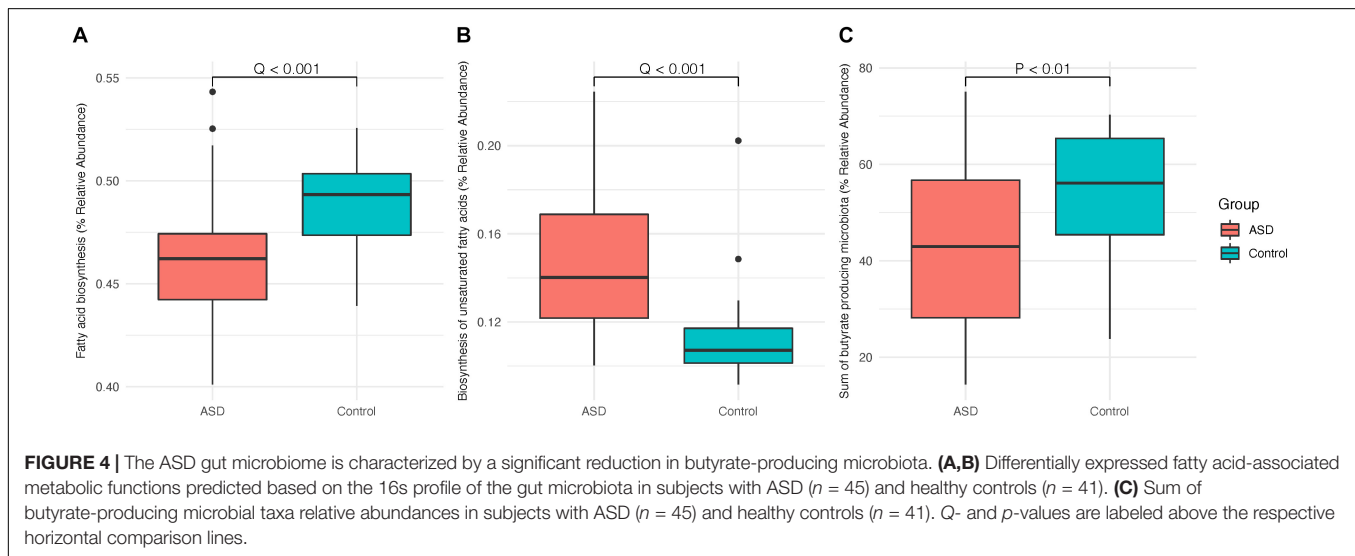 A
B
C
Q < 0.001
Q < 0.001
P < 0.01
Fatty acid biosynthesis (% Relative Abundance)
0.55
0.50
0.45
0.40
ASD
Control
Biosynthesis of unsaturated fatty acids (% Relative Abundance)
0.20
0.16
0.12
ASD
Control
Sum of butyrate producing microbiota (% Relative Abundance)
80
60
40
20
ASD
Control
Group
ASD
Control
FIGURE 4 | The ASD gut microbiome is characterized by a significant reduction in butyrate-producing microbiota. (A,B) Differentially expressed fatty acid-associated
metabolic functions predicted based on the 16s profile of the gut microbiota in subjects with ASD (n = 45) and healthy controls (n = 41). (C) Sum of
butyrate-producing microbial taxa relative abundances in subjects with ASD (n = 45) and healthy controls (n = 41). Q- and p-values are labeled above the respective
horizontal comparison lines.